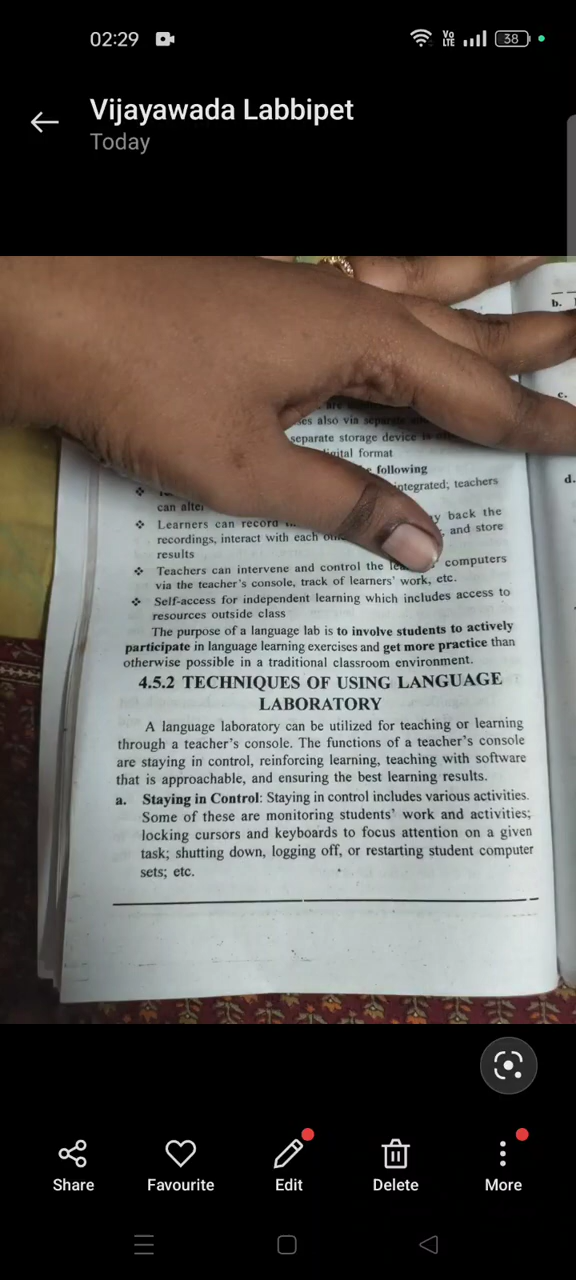 02:29
Vo LTE
38
Vijayawada Labbipet
Today
b.
c.
ses also via separate
separate storage device is
digital format
following
integrated; teachers
can alter
❖ Learners can record
y back the
recordings, interact with each
and store
results
❖ Teachers can intervene and control the
computers
via the teacher's console, track of learners' work, etc.
❖ Self-access for independent learning which includes access to
resources outside class
The purpose of a language lab is to involve students to actively
participate in language learning exercises and get more practice than
otherwise possible in a traditional classroom environment.
4.5.2 TECHNIQUES OF USING LANGUAGE
LABORATORY
A language laboratory can be utilized for teaching or learning
through a teacher's console. The functions of a teacher's console
are staying in control, reinforcing learning, teaching with software
that is approachable, and ensuring the best learning results.
a. Staying in Control: Staying in control includes various activities.
Some of these are monitoring students' work and activities;
locking cursors and keyboards to focus attention on a given
task; shutting down, logging off, or restarting student computer
sets; etc.
d.
Share
Favourite
Edit
Delete
More